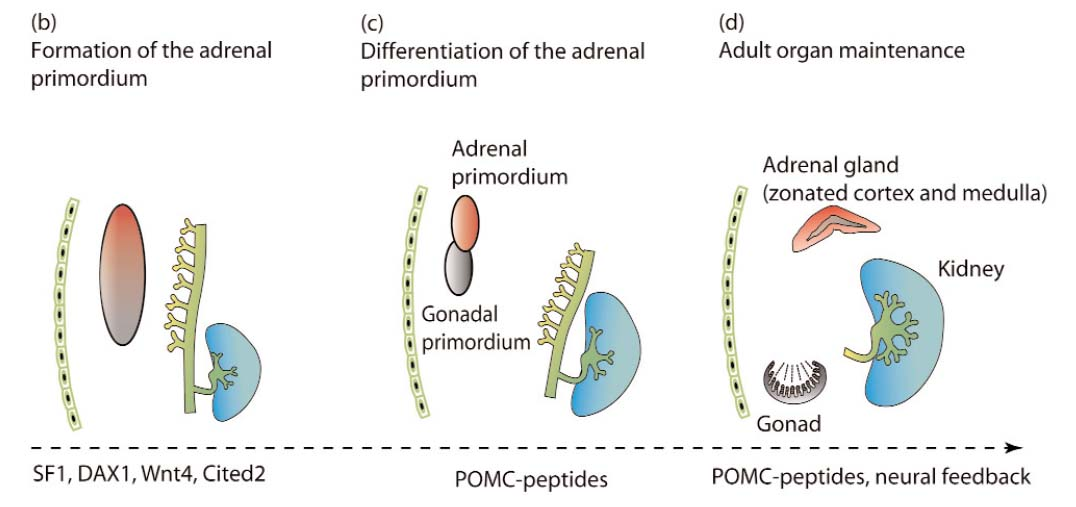 (b)
Formation of the adrenal
primordium
(c)
Differentiation of the adrenal
primordium
(d)
Adult organ maintenance
Adrenal
primordium
Gonadal
primordium
Adrenal gland
(zonated cortex and medulla)
Kidney
Gonad
SF1, DAX1, Wnt4, Cited2
POMC-peptides
POMC-peptides, neural feedback